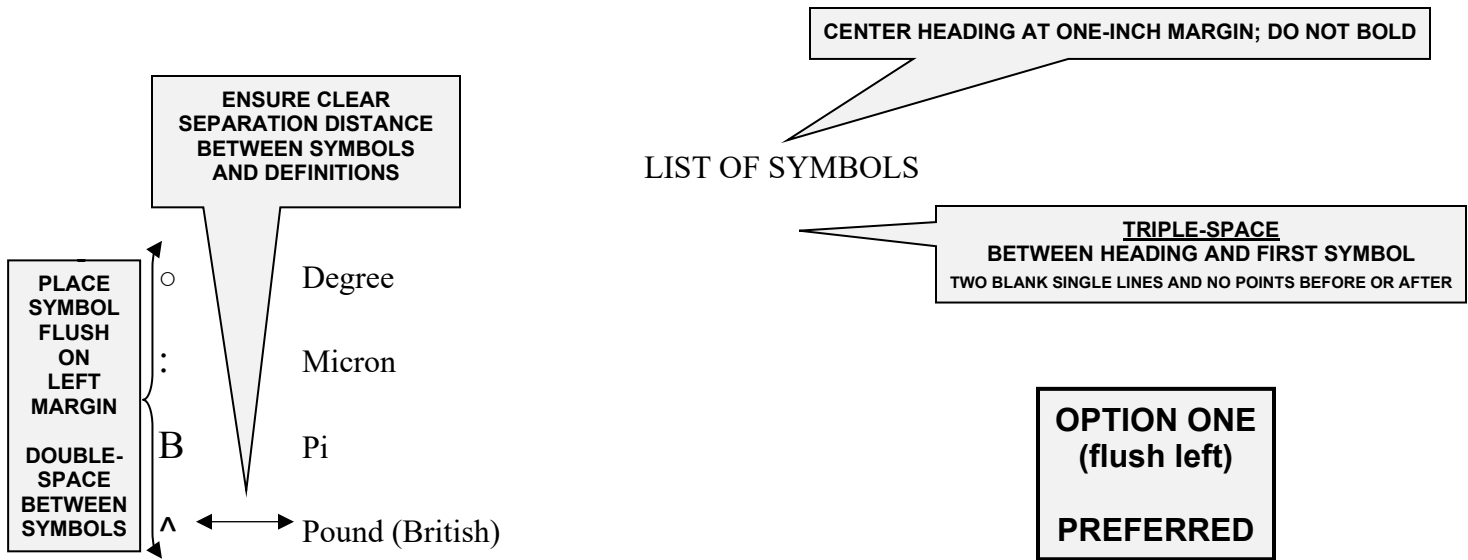 CENTER HEADING AT ONE-INCH MARGIN; DO NOT BOLD
ENSURE CLEAR
SEPARATION DISTANCE
BETWEEN SYMBOLS
AND DEFINITIONS
LIST OF SYMBOLS
TRIPLE-SPACE
BETWEEN HEADING AND FIRST SYMBOL
TWO BLANK SINGLE LINES AND NO POINTS BEFORE OR AFTER
PLACE
SYMBOL
FLUSH
ON
LEFT
MARGIN
DOUBLE-
SPACE
BETWEEN
SYMBOLS
○ Degree
: Micron
B Pi
^ Pound (British)
OPTION ONE
(flush left)
PREFERRED